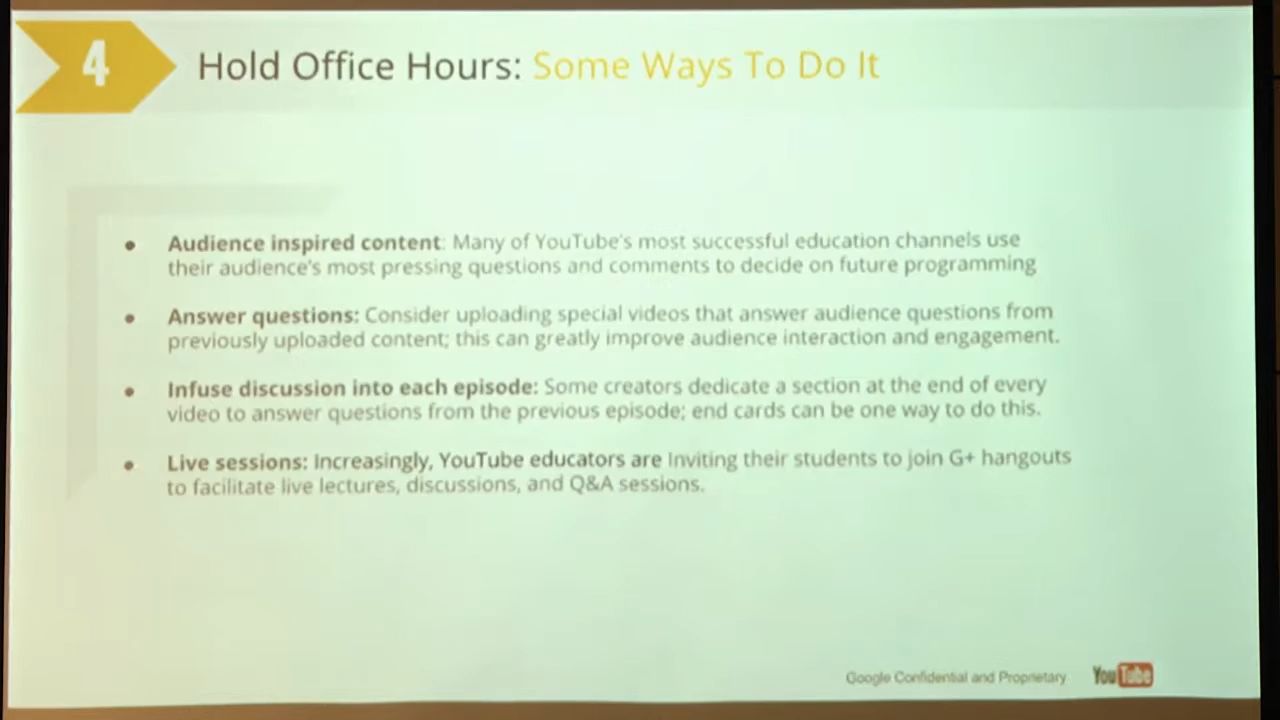 4
Hold Office Hours: Some Ways To Do It
● Audience inspired content: Many of YouTube's most successful education channels use
their audience's most pressing questions and comments to decide on future programming
● Answer questions: Consider uploading special videos that answer audience questions from
previously uploaded content; this can greatly improve audience interaction and engagement.
● Infuse discussion into each episode: Some creators dedicate a section at the end of every
video to answer questions from the previous episode; end cards can be one way to do this.
● Live sessions: Increasingly, YouTube educators are Inviting their students to join G+ hangouts
to facilitate live lectures, discussions, and Q&A sessions.
Google Confidential and Proprietary YouTube